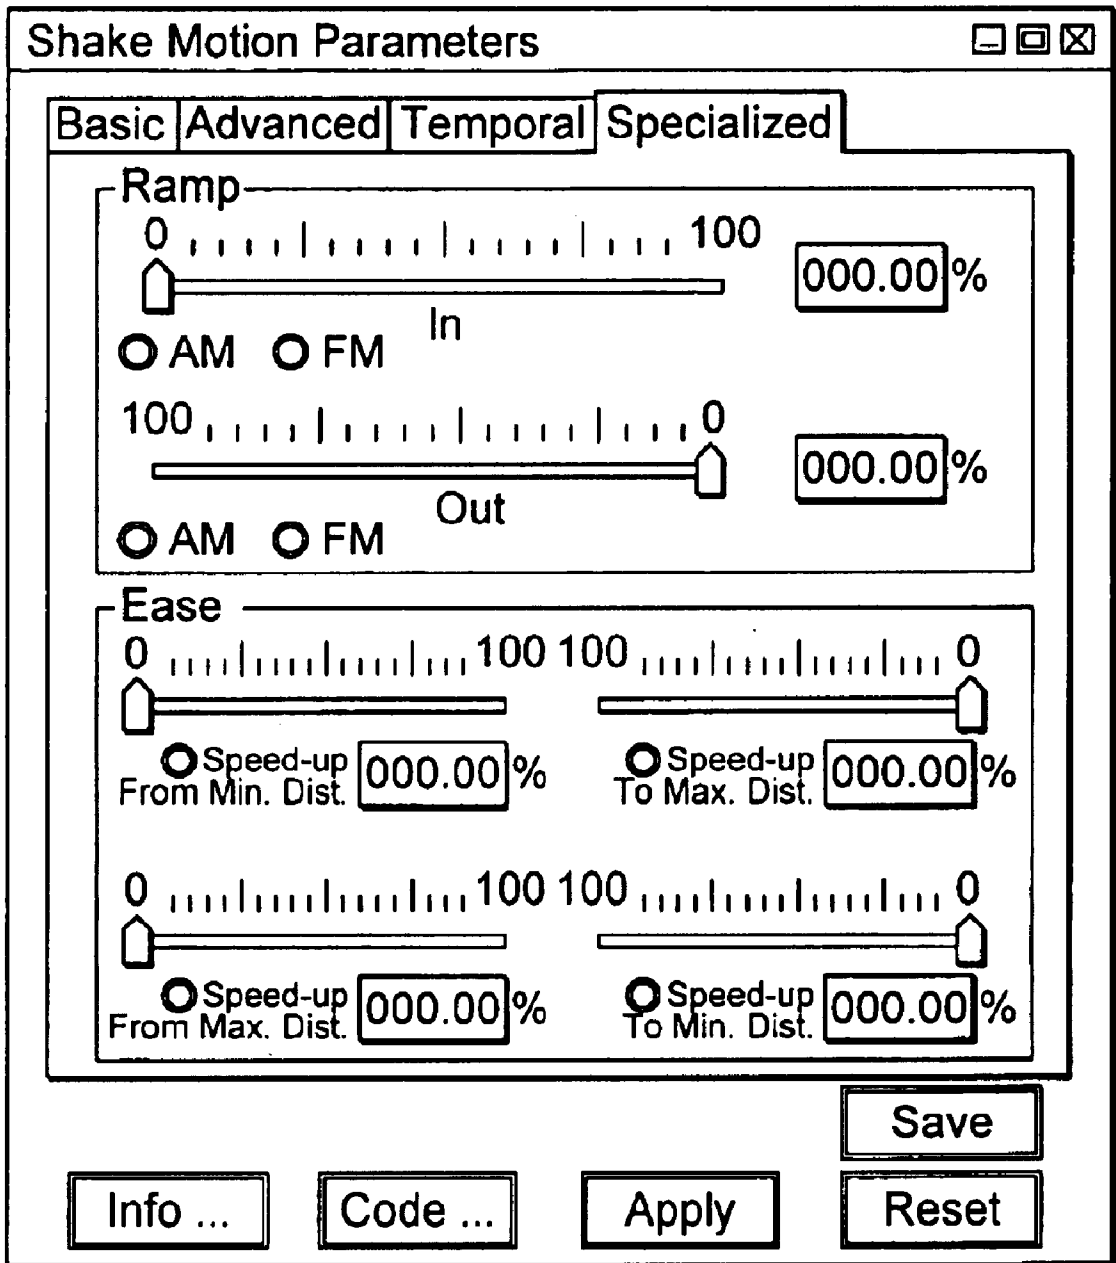 Shake Motion Parameters
Basic Advanced Temporal Specialized
Ramp
0 100
000.00 %
In
AM FM
100 0
000.00 %
Out
AM FM
Ease
0 100 100 0
Speed-up 000.00 % Speed-up 000.00 %
From Min. Dist. To Max. Dist.
0 100 100 0
Speed-up 000.00 % Speed-up 000.00 %
From Max. Dist. To Min. Dist.
Save
Info ... Code ... Apply Reset